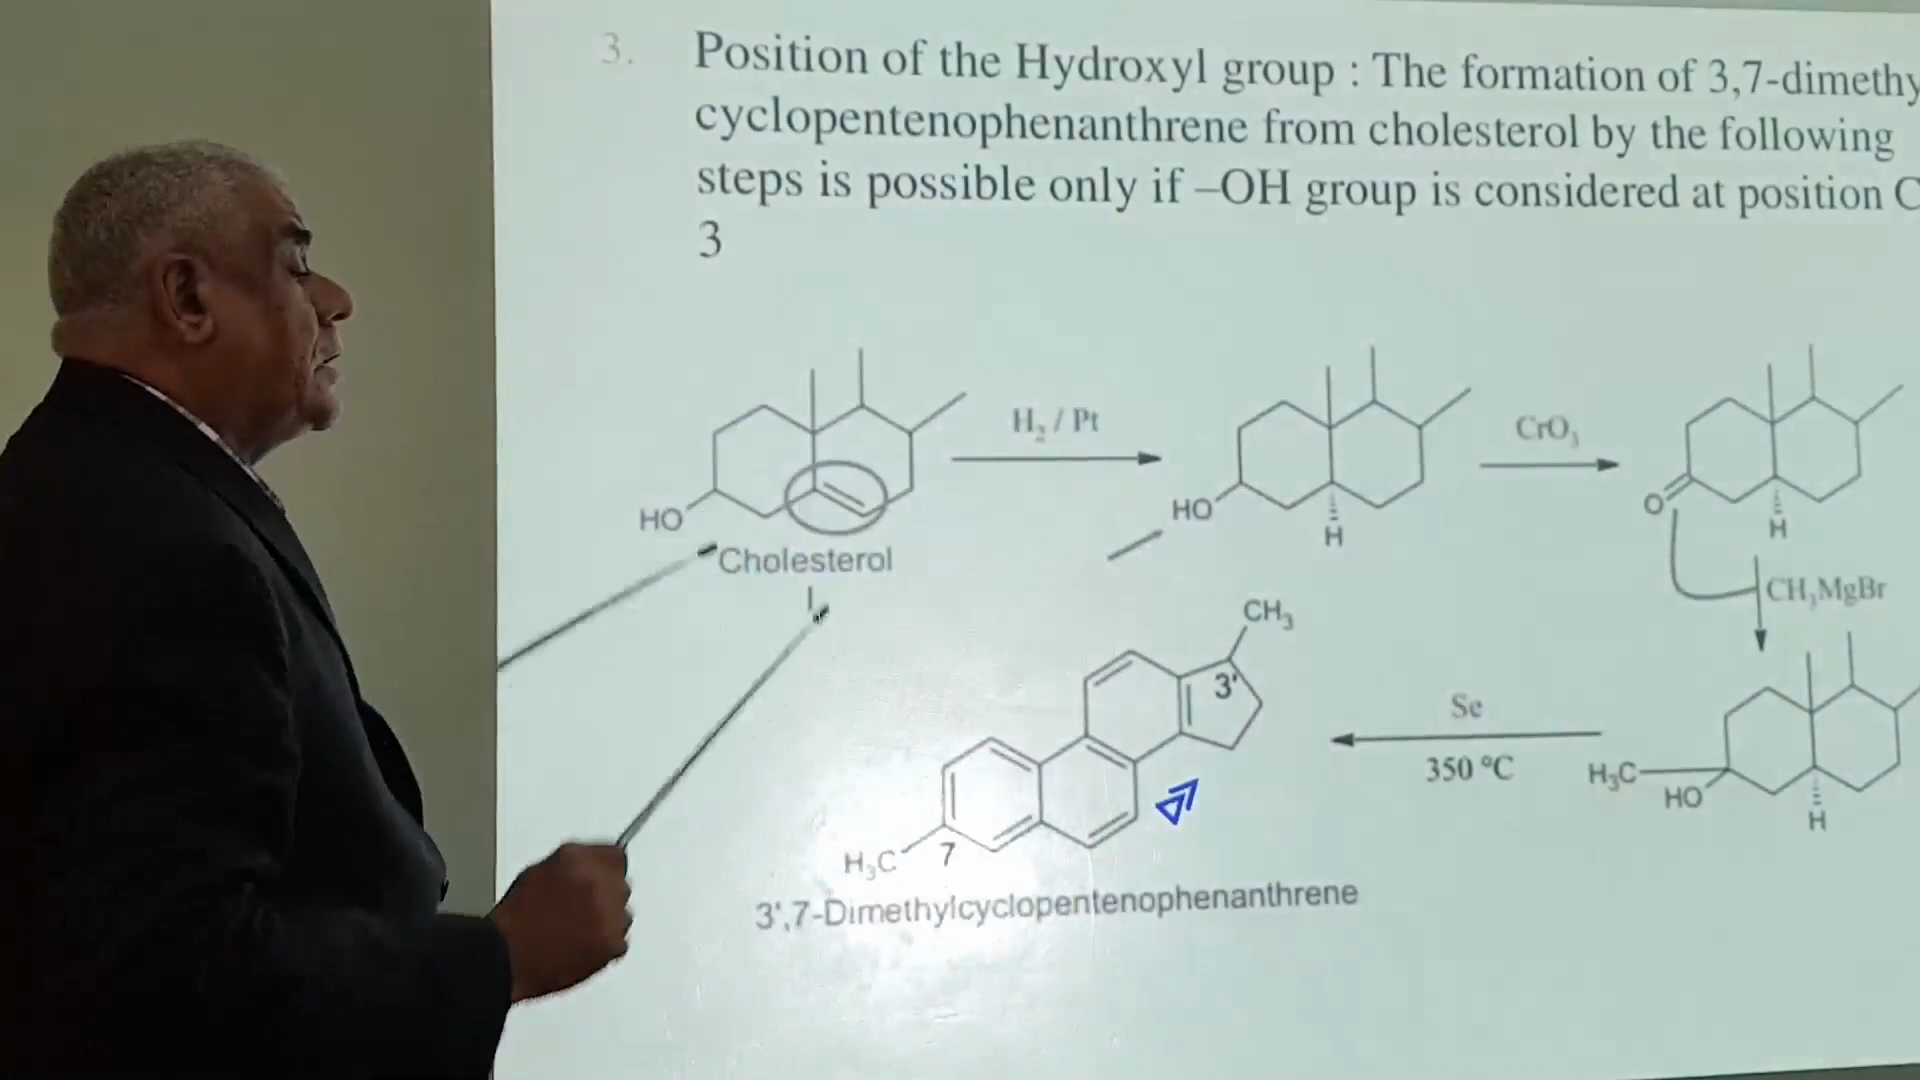 3. Position of the Hydroxyl group : The formation of 3,7-dimethy
cyclopentenophenanthrene from cholesterol by the following
steps is possible only if –OH group is considered at position C
3
H₂ / Pt
CrO₃
HO
HO
H
O
H
Cholesterol
CH₃MgBr
CH₃
3'
Se
350 °C
H₃C
HO
H
H₃C 7
3',7-Dimethylcyclopentenophenanthrene